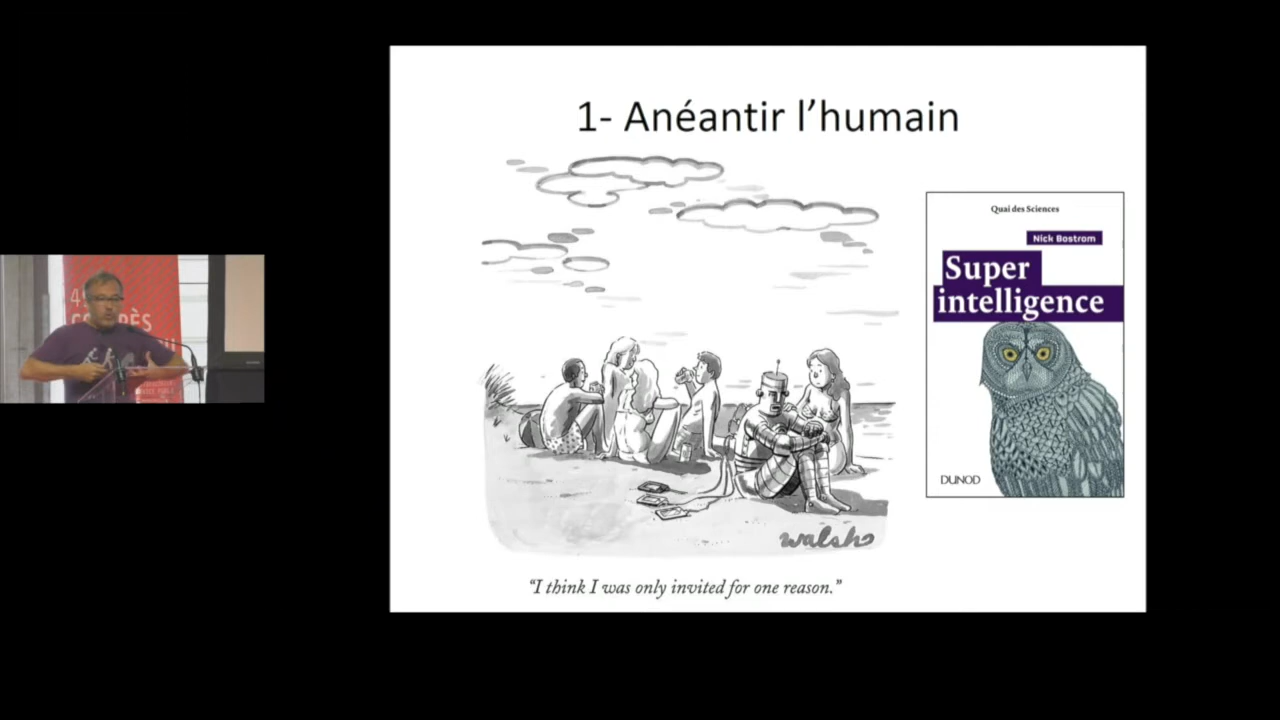 1- Anéantir l’humain
Quai des Sciences
Nick Bostrom
Super
intelligence
DUNOD
walsh
“I think I was only invited for one reason.”